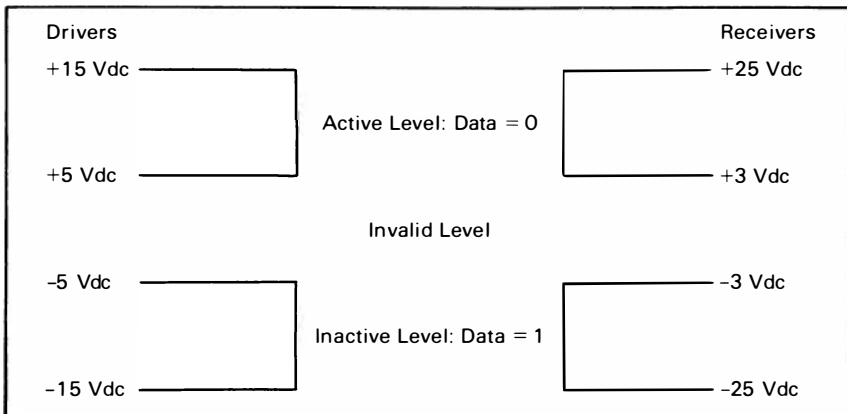 Drivers Receivers
+15 Vdc +25 Vdc
Active Level: Data = 0
+5 Vdc +3 Vdc
Invalid Level
–5 Vdc –3 Vdc
Inactive Level: Data = 1
–15 Vdc –25 Vdc